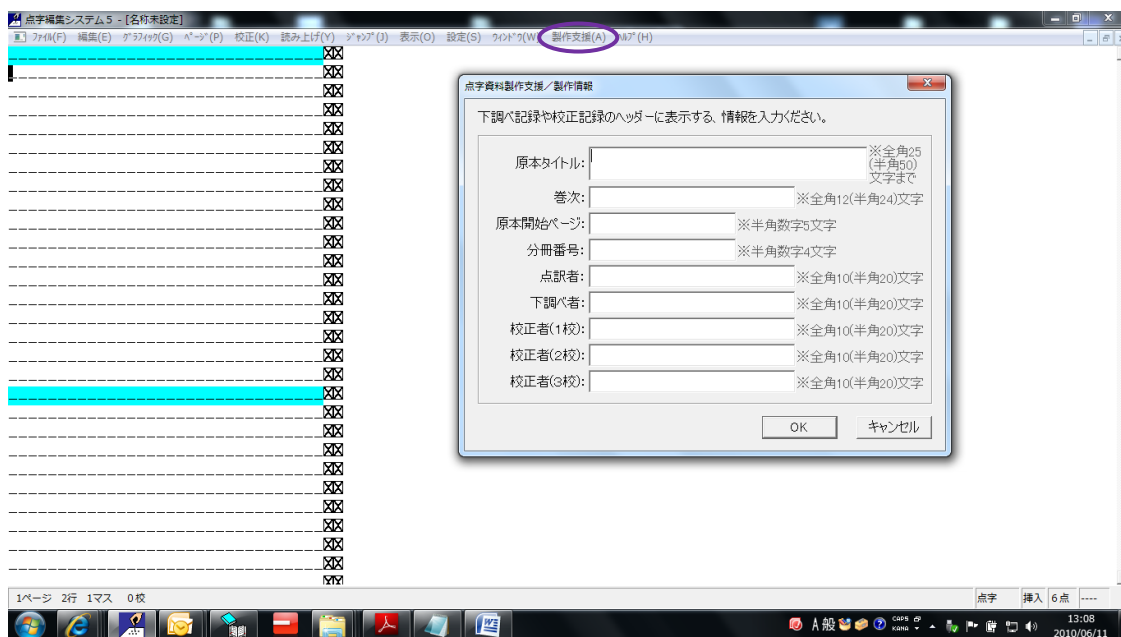 点字編集システム5 - [名称未設定]
ファイル(F) 編集(E) グラフィック(G) ページ(P) 校正(K) 読み上げ(Y) ジャンプ(J) 表示(O) 設定(S) ウインドウ(W) 製作支援(A) ヘルプ(H)
点字資料製作支援/製作情報
下調べ記録や校正記録のヘッダーに表示する、情報を入力ください。
原本タイトル: ※全角25
(半角50)
文字まで
巻次: ※全角12(半角24)文字
原本開始ページ: ※半角数字5文字
分冊番号: ※半角数字4文字
点訳者: ※全角10(半角20)文字
下調べ者: ※全角10(半角20)文字
校正者(1校): ※全角10(半角20)文字
校正者(2校): ※全角10(半角20)文字
校正者(3校): ※全角10(半角20)文字
OK キャンセル
1ページ 2行 1マス 0校 点字 挿入 6点 ----
A 般 CAPS KANA 13:08
2010/06/11